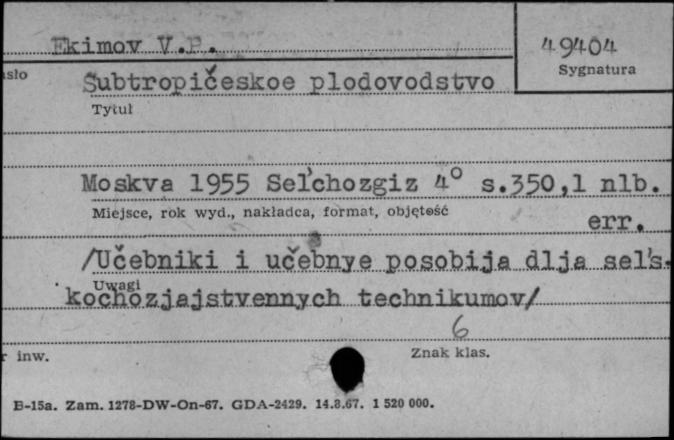 Ekimov V.P.
49404
Sygnatura
asło
Subtropičeskoe plodovodstvo
Tytuł
Moskva 1955 Sel'chozgiz 4° s.350,1 nlb.
Miejsce, rok wyd., nakładca, format, objętość
err.
/Učebniki i učebnye posobija dlja sel's-
Uwagi
kochozjajstvennych technikumov/
6
r inw.
Znak klas.
B-15a. Zam. 1278-DW-On-67. GDA-2429. 14.8.67. 1 520 000.